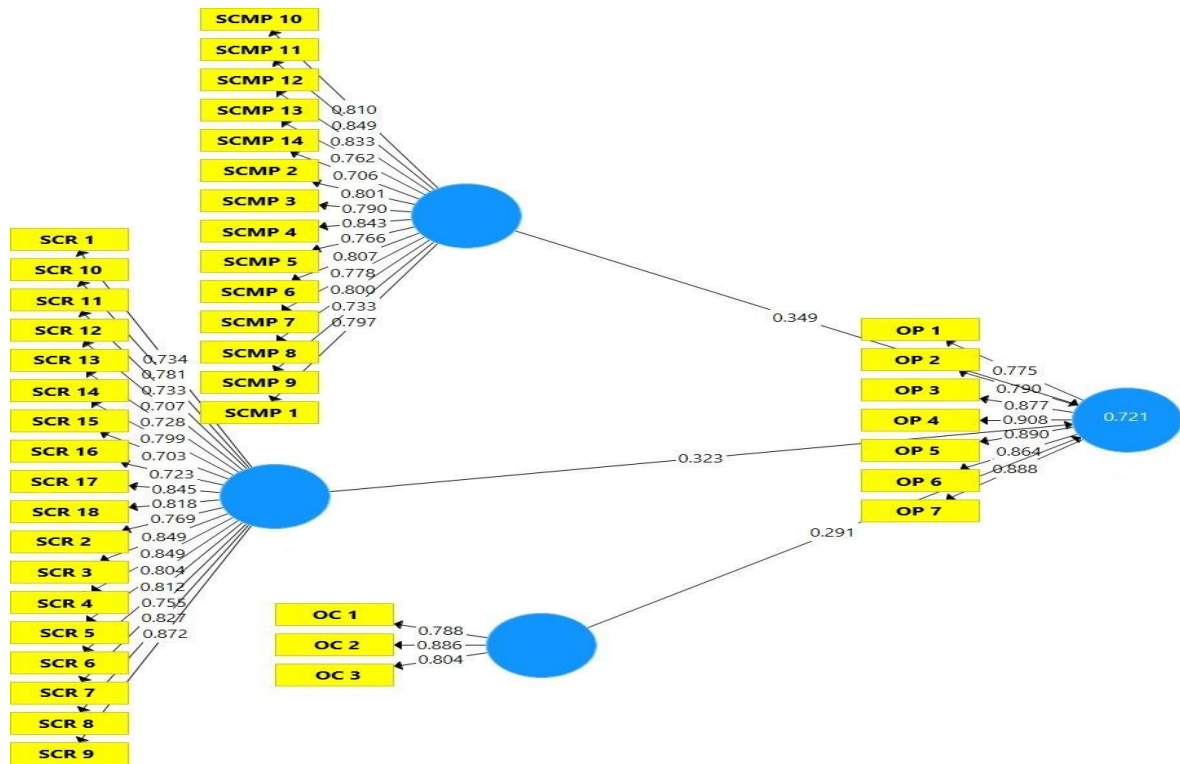 SCMP 10
SCMP 11
SCMP 12
SCMP 13
SCMP 14
SCMP 2
SCMP 3
SCMP 4
SCMP 5
SCMP 6
SCMP 7
SCMP 8
SCMP 9
SCMP 1
0.810
0.849
0.833
0.762
0.706
0.801
0.790
0.843
0.766
0.807
0.778
0.800
0.733
0.797
SCR 1
SCR 10
SCR 11
SCR 12
SCR 13
SCR 14
SCR 15
SCR 16
SCR 17
SCR 18
SCR 2
SCR 3
SCR 4
SCR 5
SCR 6
SCR 7
SCR 8
SCR 9
0.734
0.781
0.733
0.707
0.728
0.799
0.703
0.723
0.845
0.818
0.769
0.849
0.849
0.804
0.812
0.755
0.827
0.872
OC 1
OC 2
OC 3
0.788
0.886
0.804
0.349
0.323
0.291
OP 1
OP 2
OP 3
OP 4
OP 5
OP 6
OP 7
0.775
0.790
0.877
0.908
0.890
0.864
0.888
0.721